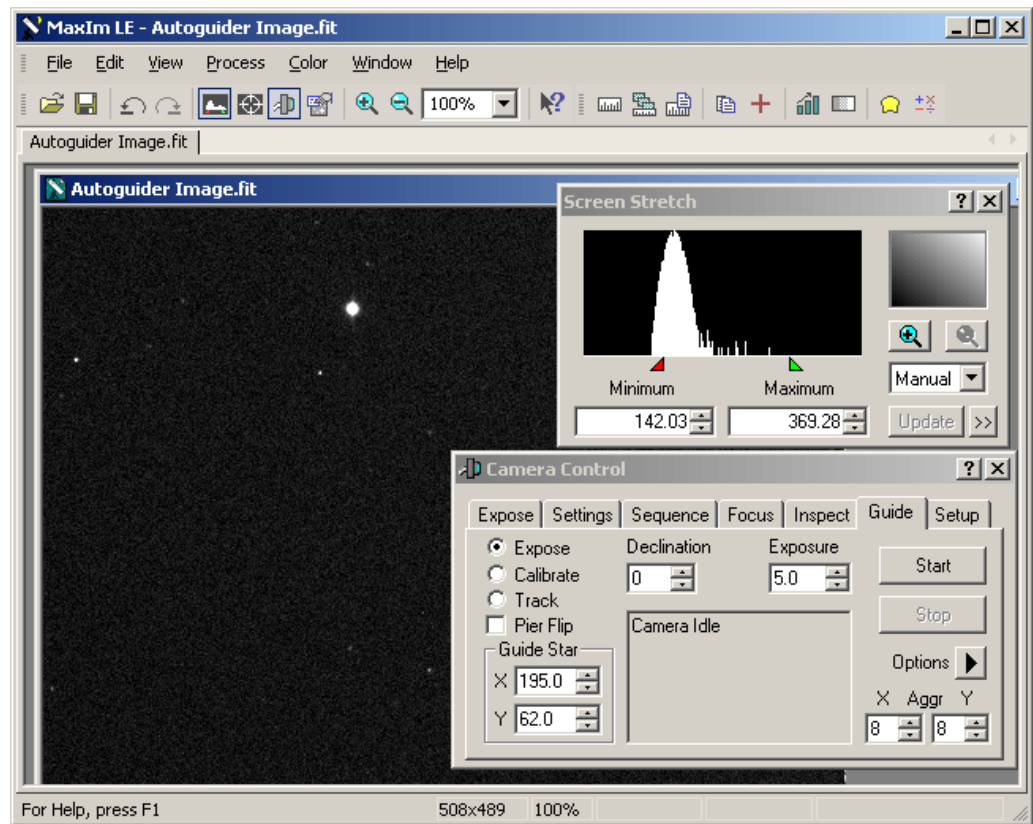 MaxIm LE - Autoguider Image.fit
File Edit View Process Color Window Help
100%
Autoguider Image.fit
Autoguider Image.fit
Screen Stretch
Minimum Maximum
142.03 369.28
Manual
Update >>
Camera Control
Expose Settings Sequence Focus Inspect Guide Setup
Expose
Calibrate
Track
Pier Flip
Guide Star
X 195.0
Y 62.0
Declination Exposure
0 5.0
Camera Idle
Start
Stop
Options
X Aggr Y
8 8
For Help, press F1 508x489 100%